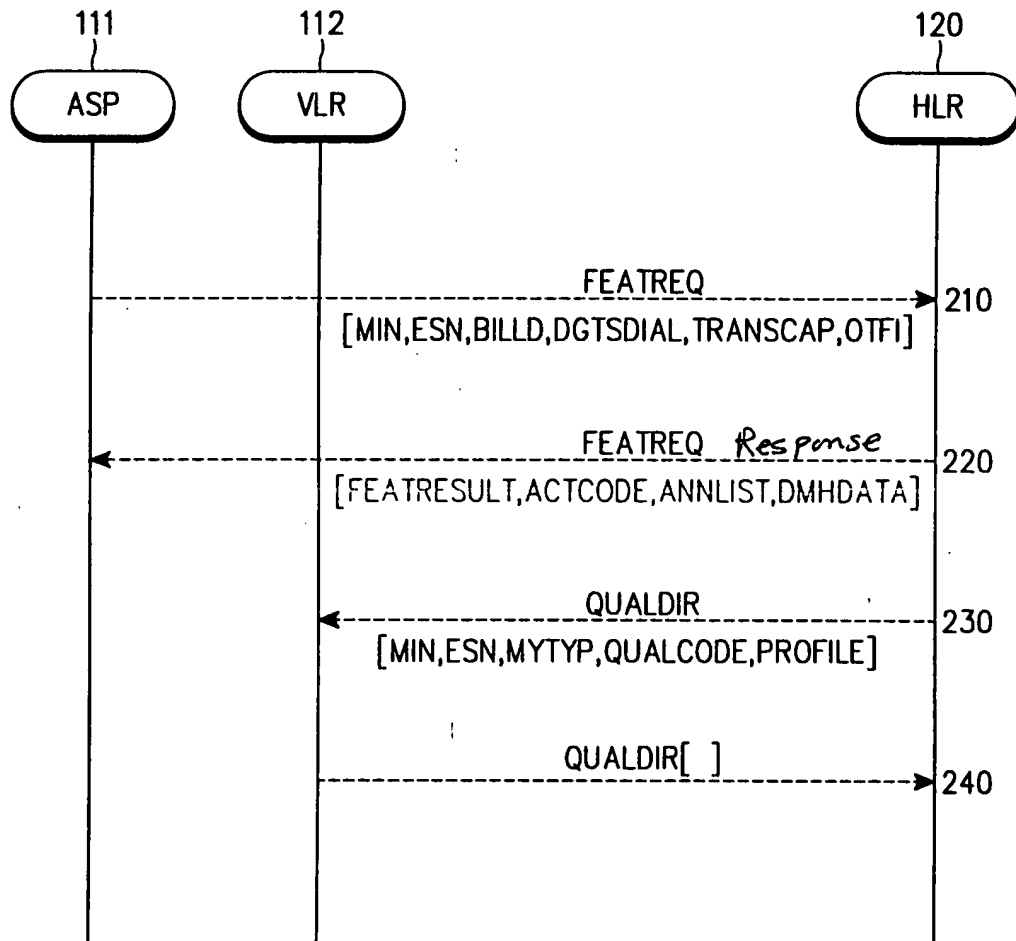 111 112 120
ASP VLR HLR
FEATREQ
210
[MIN,ESN,BILLD,DGTSDIAL,TRANSCAP,OTFI]
FEATREQ Response
220
[FEATRESULT,ACTCODE,ANNLIST,DMHDATA]
QUALDIR
230
[MIN,ESN,MYTYP,QUALCODE,PROFILE]
QUALDIR[ ]
240